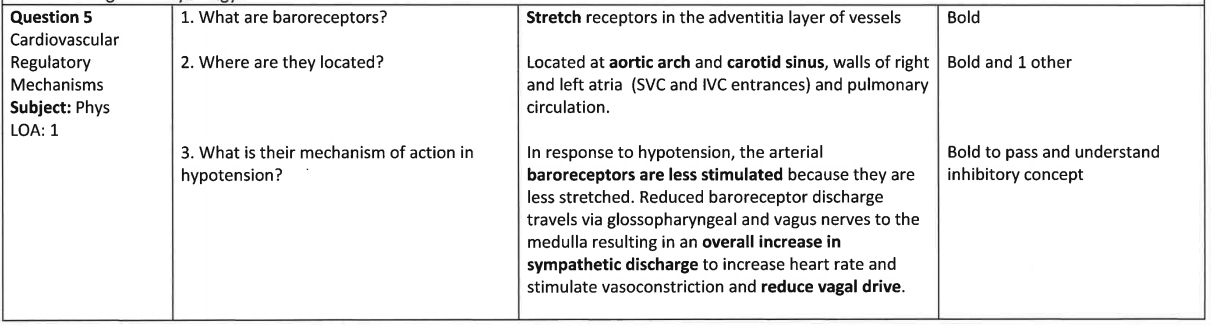 Question 5
Cardiovascular
Regulatory
Mechanisms
Subject: Phys
LOA: 1
1. What are baroreceptors?
Stretch receptors in the adventitia layer of vessels
Bold
2. Where are they located?
Located at aortic arch and carotid sinus, walls of right
and left atria (SVC and IVC entrances) and pulmonary
circulation.
Bold and 1 other
3. What is their mechanism of action in
hypotension?
In response to hypotension, the arterial
baroreceptors are less stimulated because they are
less stretched. Reduced baroreceptor discharge
travels via glossopharyngeal and vagus nerves to the
medulla resulting in an overall increase in
sympathetic discharge to increase heart rate and
stimulate vasoconstriction and reduce vagal drive.
Bold to pass and understand
inhibitory concept